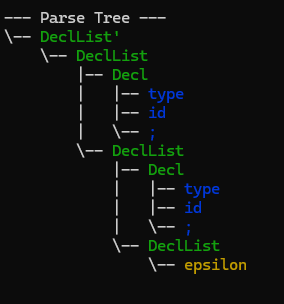 --- Parse Tree ---
\-- DeclList'
    \-- DeclList
        |-- Decl
        |   |-- type
        |   |-- id
        |   \-- ;
        \-- DeclList
            |-- Decl
            |   |-- type
            |   |-- id
            |   \-- ;
            \-- DeclList
                \-- epsilon